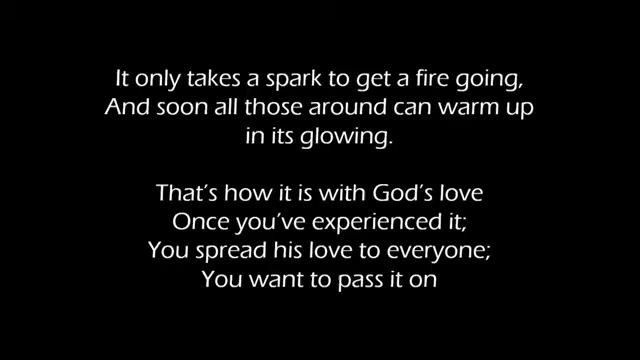 It only takes a spark to get a fire going,
And soon all those around can warm up
in its glowing.
That's how it is with God's love
Once you've experienced it;
You spread his love to everyone;
You want to pass it on